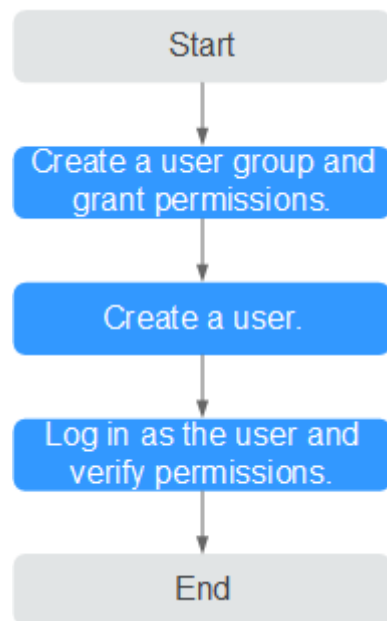 Start
Create a user group and
grant permissions.
Create a user.
Log in as the user and
verify permissions.
End